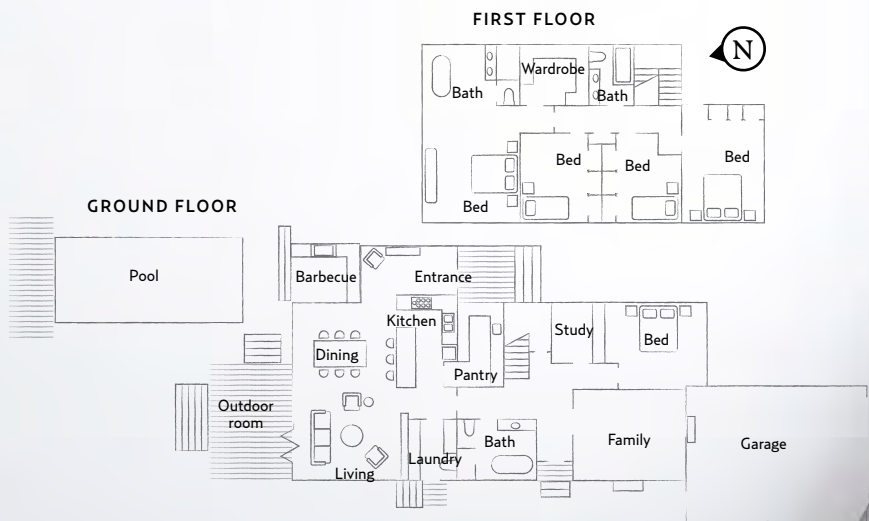 FIRST FLOOR
N
Wardrobe
Bath
Bath
Bed
Bed
Bed
Bed
GROUND FLOOR
Pool
Barbecue
Entrance
Kitchen
Dining
Study
Bed
Pantry
Outdoor
room
Living
Laundry
Bath
Family
Garage